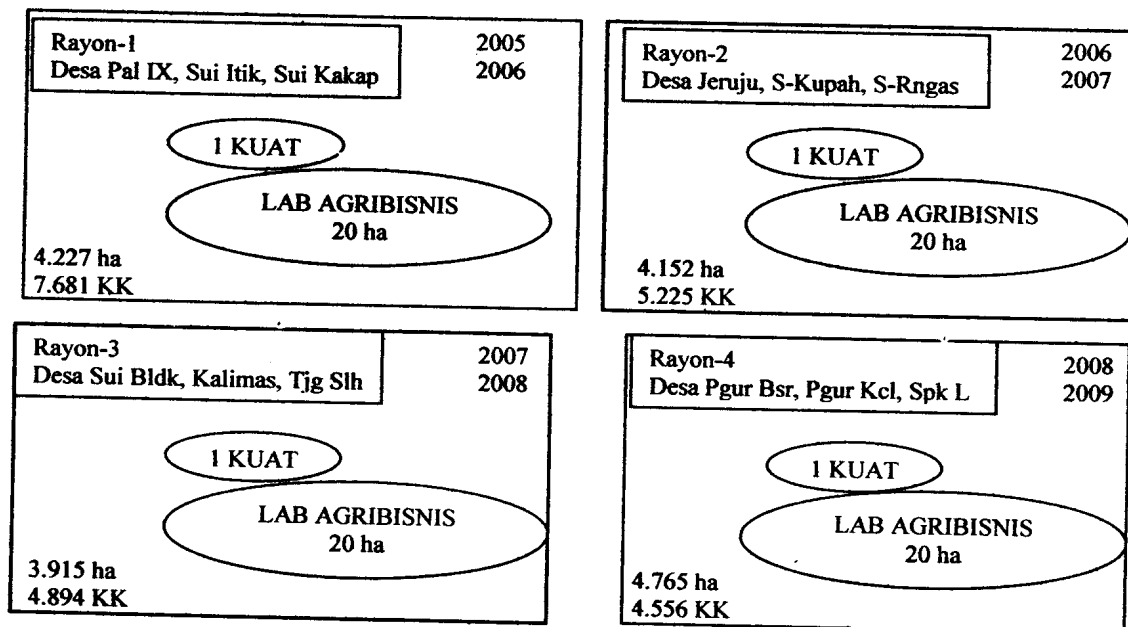 Rayon-1
Desa Pal IX, Sui Itik, Sui Kakap
2005
2006
1 KUAT
LAB AGRIBISNIS
20 ha
4.227 ha
7.681 KK
Rayon-2
Desa Jeruju, S-Kupah, S-Rngas
2006
2007
1 KUAT
LAB AGRIBISNIS
20 ha
4.152 ha
5.225 KK
Rayon-3
Desa Sui Bldk, Kalimas, Tjg Slh
2007
2008
1 KUAT
LAB AGRIBISNIS
20 ha
3.915 ha
4.894 KK
Rayon-4
Desa Pgur Bsr, Pgur Kcl, Spk L
2008
2009
1 KUAT
LAB AGRIBISNIS
20 ha
4.765 ha
4.556 KK